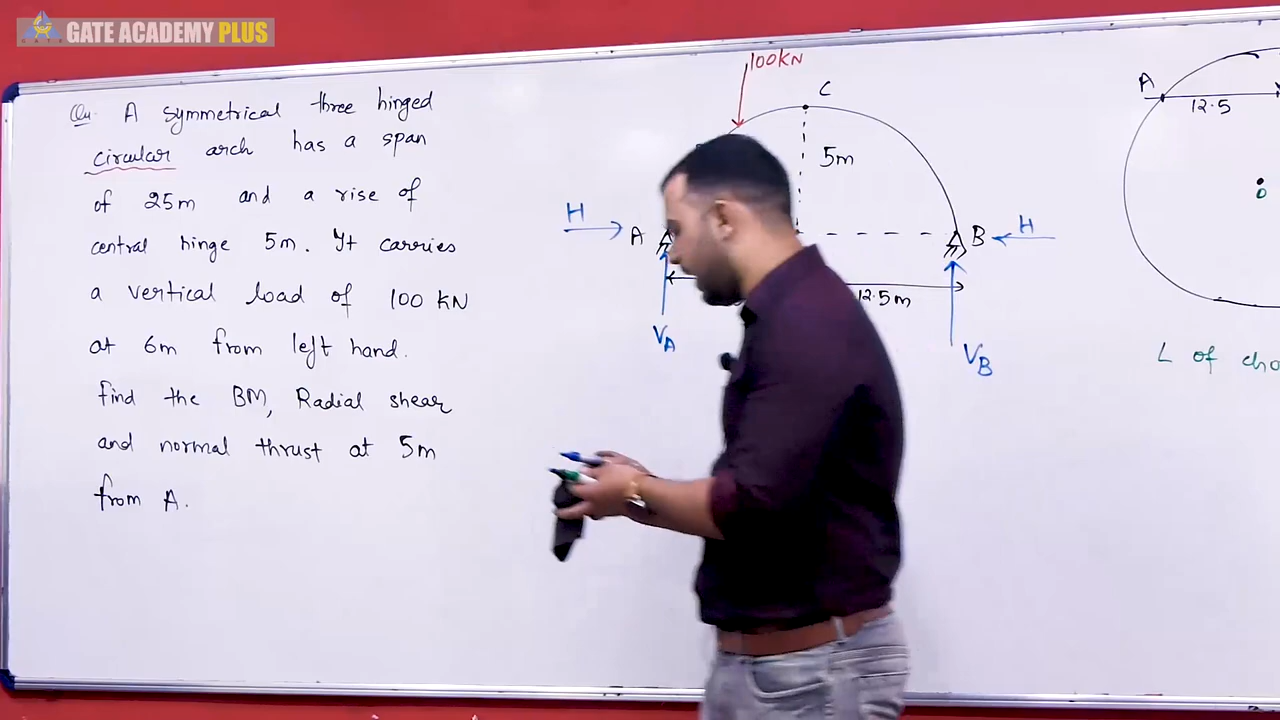 GATE ACADEMY PLUS
Qu. A symmetrical three hinged
circular arch has a span
of 25m and a rise of
central hinge 5m. It carries
a vertical load of 100 KN
at 6m from left hand.
find the BM, Radial shear
and normal thrust at 5m
from A.
100KN
C
5m
H
A
B
H
12.5m
VA
VB
A
12.5
O
L of cho